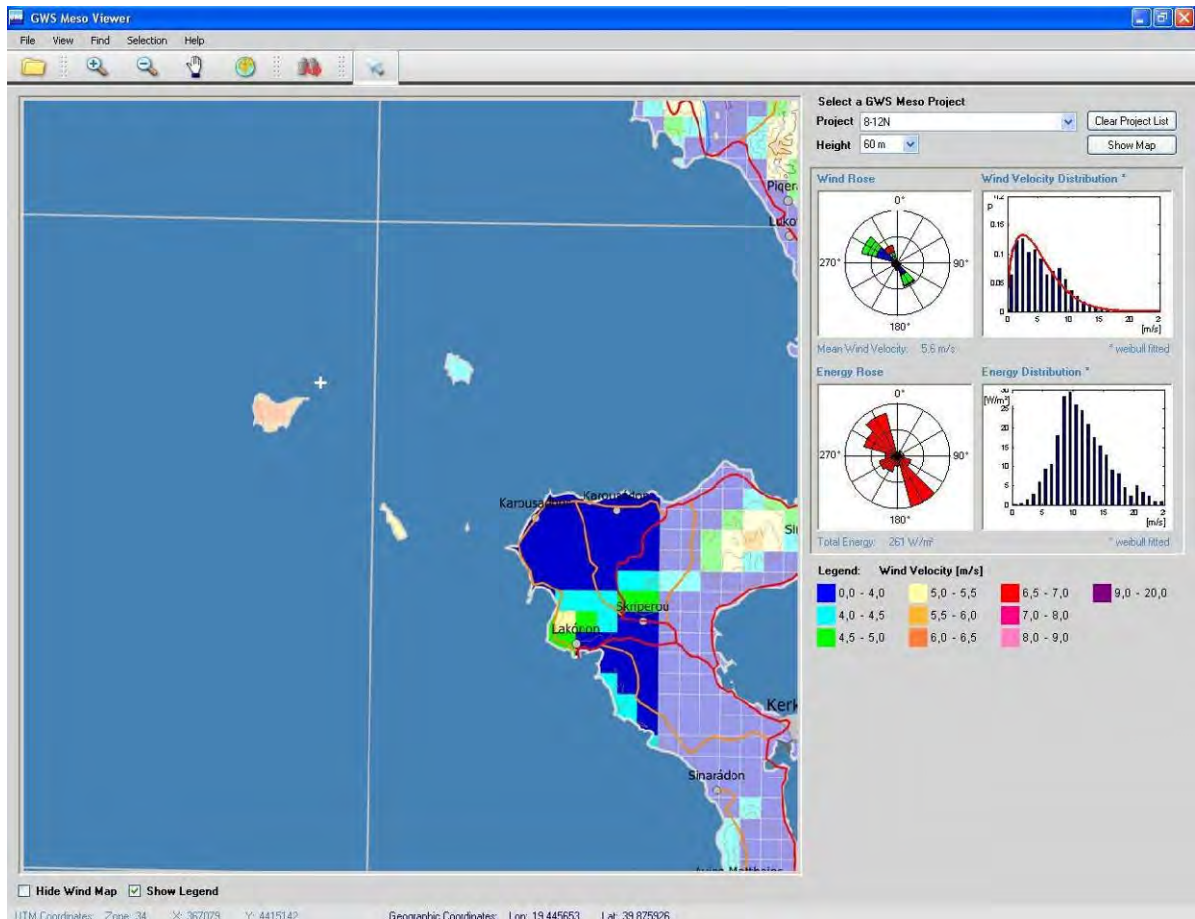 GWS Meso Viewer
File View Find Selection Help
Select a GWS Meso Project
Project 8-12N Clear Project List
Height 60 m Show Map
Wind Rose Wind Velocity Distribution *
0°
270° 90°
180°
P
0.15
0.1
0.05
0 5 10 15 20
[m/s]
Mean Wind Velocity: 5.6 m/s * weibull fitted
Energy Rose Energy Distribution *
0°
270° 90°
180°
[W/m²]
30
25
20
15
10
5
0
0 5 10 15 20
[m/s]
Total Energy: 261 W/m² * weibull fitted
Legend: Wind Velocity [m/s]
0,0 - 4,0 5,0 - 5,5 6,5 - 7,0 9,0 - 20,0
4,0 - 4,5 5,5 - 6,0 7,0 - 8,0
4,5 - 5,0 6,0 - 6,5 8,0 - 9,0
Piqer
Luko
Karousádon
Skriperou
Lakónon
Kerk
Sinarádon
Hide Wind Map Show Legend
UTM Coordinates: Zone: 34 X: 367079 Y: 4415142 Geographic Coordinates: Lon: 19.445653 Lat: 39.875926